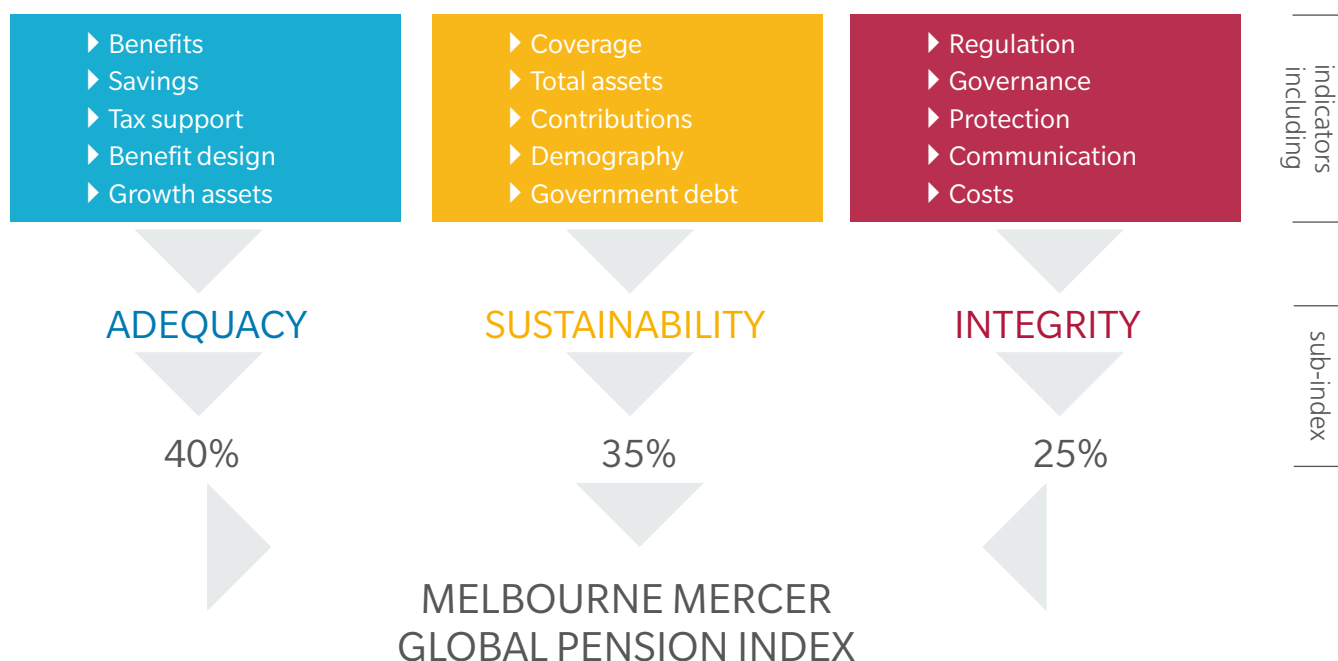 Benefits
Savings
Tax support
Benefit design
Growth assets
Coverage
Total assets
Contributions
Demography
Government debt
Regulation
Governance
Protection
Communication
Costs
indicators
including
ADEQUACY
SUSTAINABILITY
INTEGRITY
sub-index
40%
35%
25%
MELBOURNE MERCER
GLOBAL PENSION INDEX